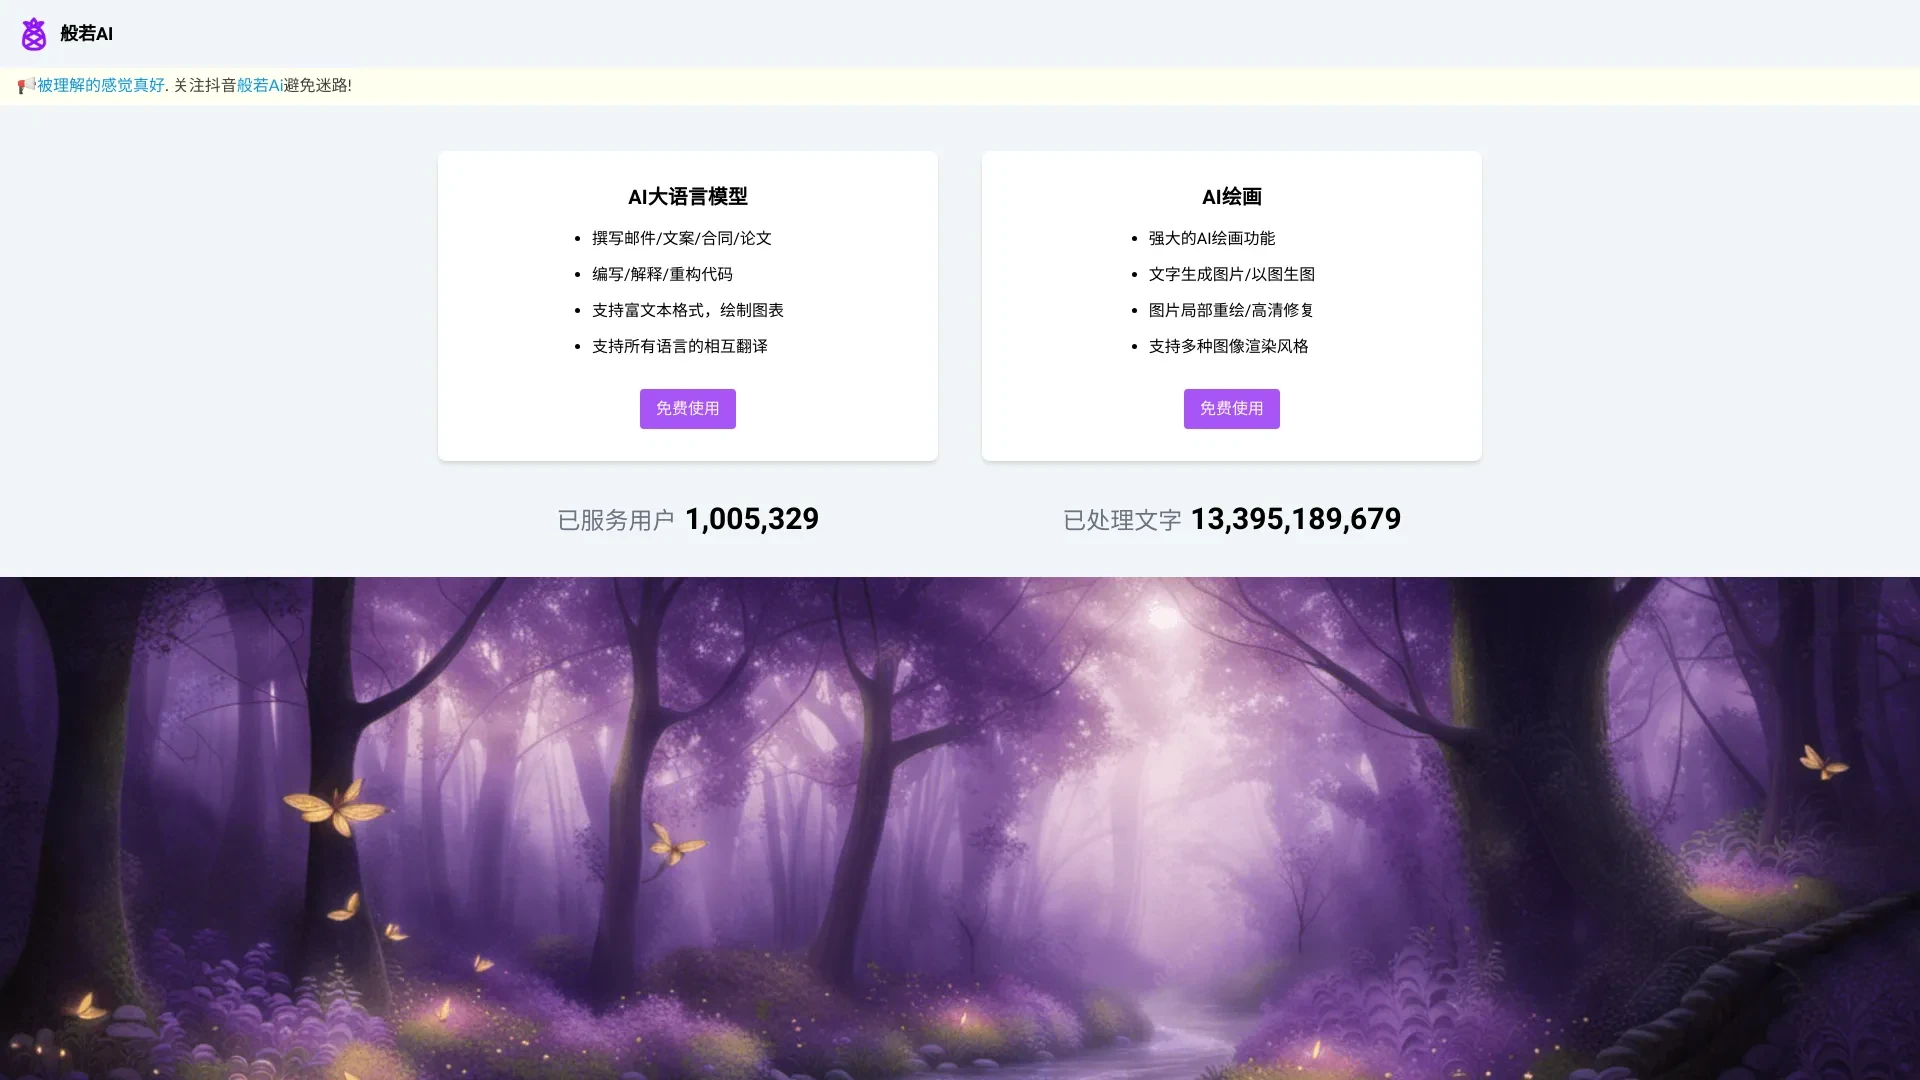 般若AI
📢被理解的感觉真好. 关注抖音般若Ai避免迷路!
AI大语言模型
• 撰写邮件/文案/合同/论文
• 编写/解释/重构代码
• 支持富文本格式，绘制图表
• 支持所有语言的相互翻译
免费使用
AI绘画
• 强大的AI绘画功能
• 文字生成图片/以图生图
• 图片局部重绘/高清修复
• 支持多种图像渲染风格
免费使用
已服务用户 1,005,329
已处理文字 13,395,189,679